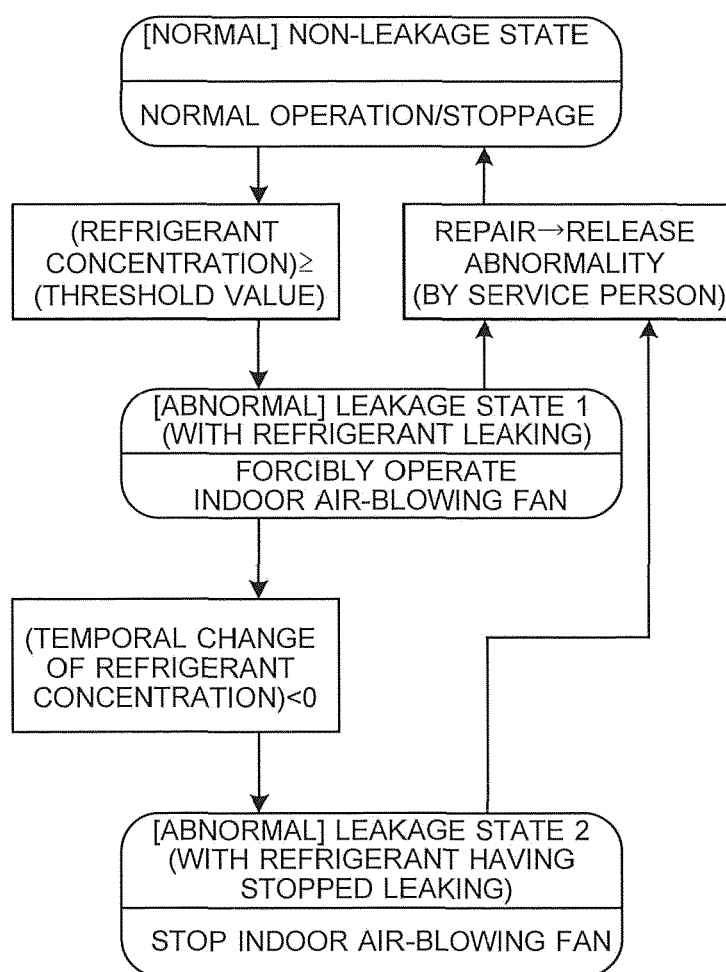 [NORMAL] NON-LEAKAGE STATE
NORMAL OPERATION/STOPPAGE
(REFRIGERANT
CONCENTRATION)≥
(THRESHOLD VALUE)
REPAIR→RELEASE
ABNORMALITY
(BY SERVICE PERSON)
[ABNORMAL] LEAKAGE STATE 1
(WITH REFRIGERANT LEAKING)
FORCIBLY OPERATE
INDOOR AIR-BLOWING FAN
(TEMPORAL CHANGE
OF REFRIGERANT
CONCENTRATION)<0
[ABNORMAL] LEAKAGE STATE 2
(WITH REFRIGERANT HAVING
STOPPED LEAKING)
STOP INDOOR AIR-BLOWING FAN